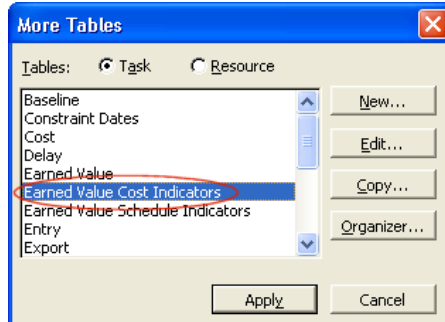 More Tables
Tables: Task Resource
Baseline
Constraint Dates
Cost
Delay
Earned Value
Earned Value Cost Indicators
Earned Value Schedule Indicators
Entry
Export
New...
Edit...
Copy...
Organizer...
Apply Cancel